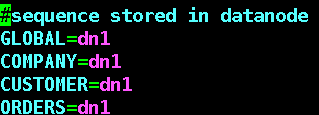 #sequence stored in datanode
GLOBAL=dn1
COMPANY=dn1
CUSTOMER=dn1
ORDERS=dn1